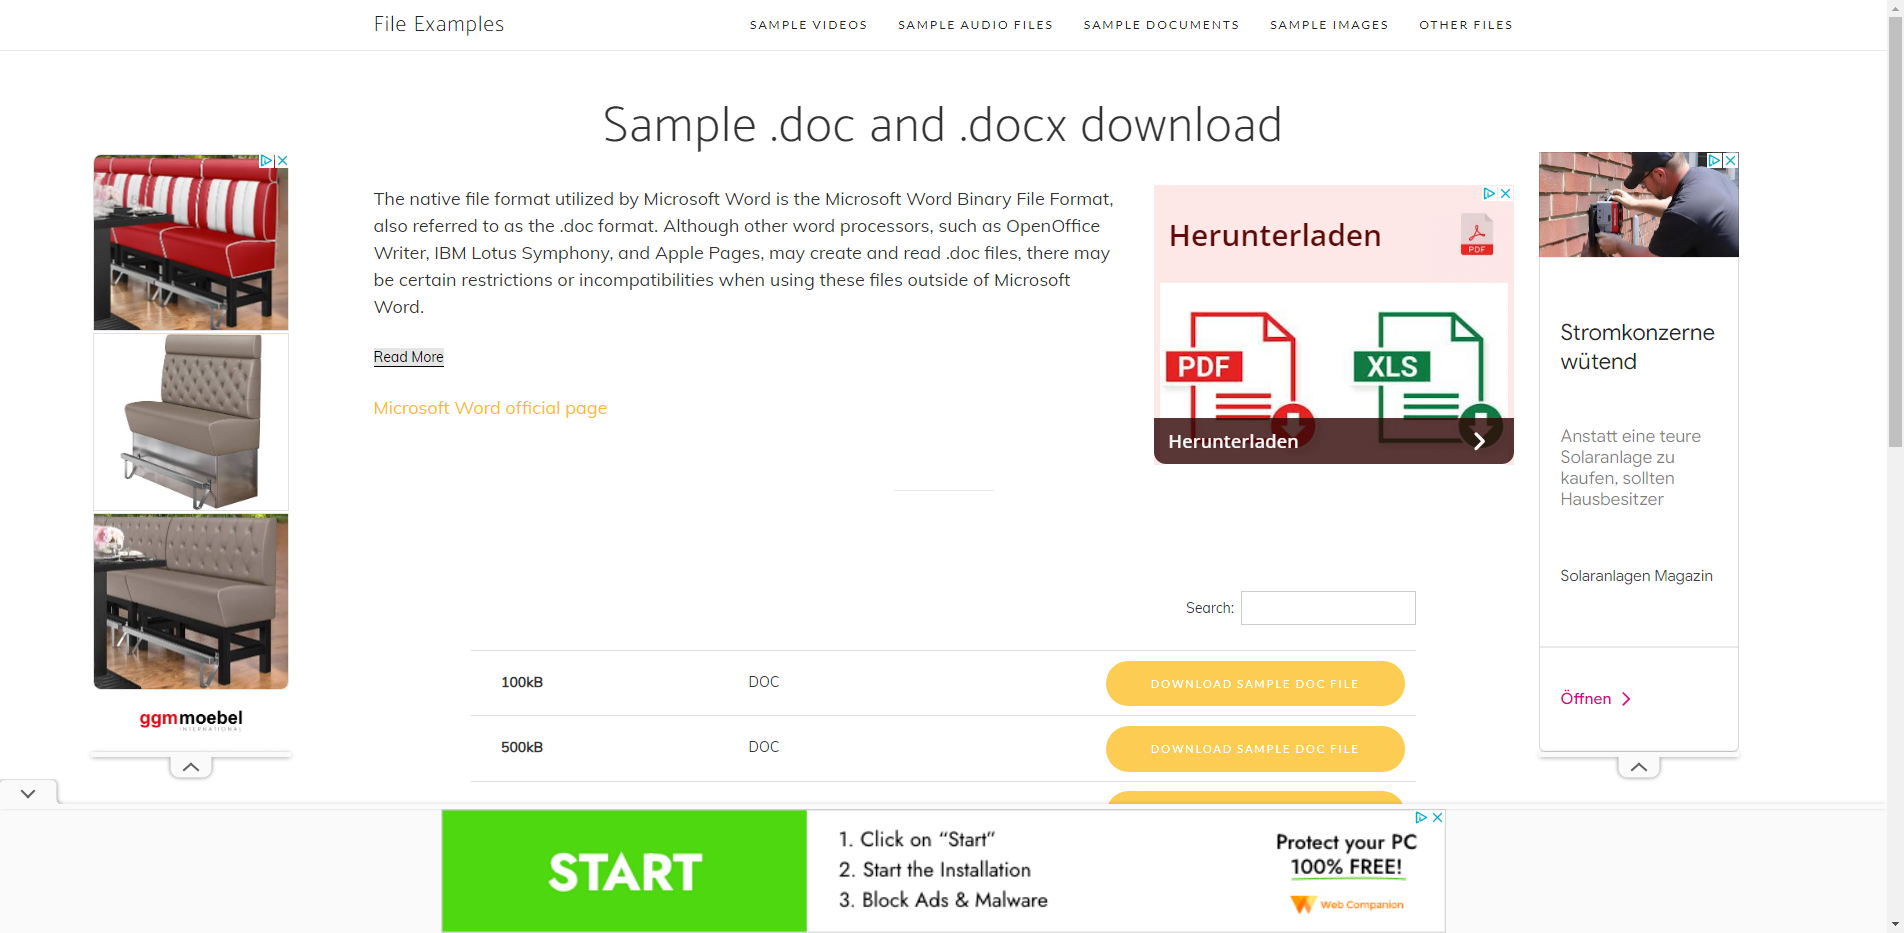 File Examples
SAMPLE VIDEOS
SAMPLE AUDIO FILES
SAMPLE DOCUMENTS
SAMPLE IMAGES
OTHER FILES
Sample .doc and .docx download
The native file format utilized by Microsoft Word is the Microsoft Word Binary File Format,
also referred to as the .doc format. Although other word processors, such as OpenOffice
Writer, IBM Lotus Symphony, and Apple Pages, may create and read .doc files, there may
be certain restrictions or incompatibilities when using these files outside of Microsoft
Word.
Read More
Microsoft Word official page
Herunterladen
PDF
PDF
XLS
Herunterladen
Stromkonzerne
wütend
Anstatt eine teure
Solaranlage zu
kaufen, sollten
Hausbesitzer
Solaranlagen Magazin
Öffnen
ggmmoebel
INTERNATIONAL
Search:
100kB
DOC
DOWNLOAD SAMPLE DOC FILE
500kB
DOC
DOWNLOAD SAMPLE DOC FILE
START
1. Click on “Start”
2. Start the Installation
3. Block Ads & Malware
Protect your PC
100% FREE!
Web Companion